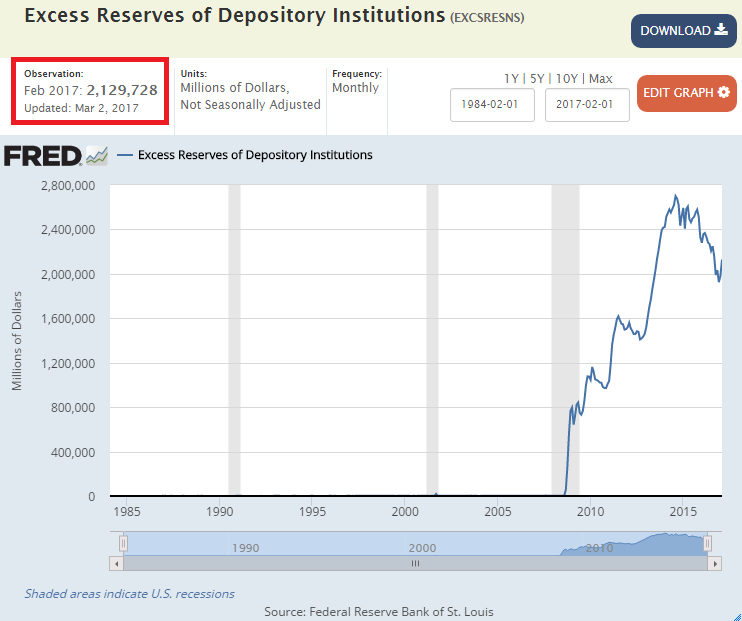 Excess Reserves of Depository Institutions (EXCSRESNS)
DOWNLOAD
Observation:
Feb 2017: 2,129,728
Updated: Mar 2, 2017
Units:
Millions of Dollars,
Not Seasonally Adjusted
Frequency:
Monthly
1Y | 5Y | 10Y | Max
1984-02-01
2017-02-01
EDIT GRAPH
FRED
Excess Reserves of Depository Institutions
2,800,000
2,400,000
2,000,000
1,600,000
1,200,000
800,000
400,000
0
Millions of Dollars
1985 1990 1995 2000 2005 2010 2015
1990 2000 2010
Shaded areas indicate U.S. recessions
Source: Federal Reserve Bank of St. Louis